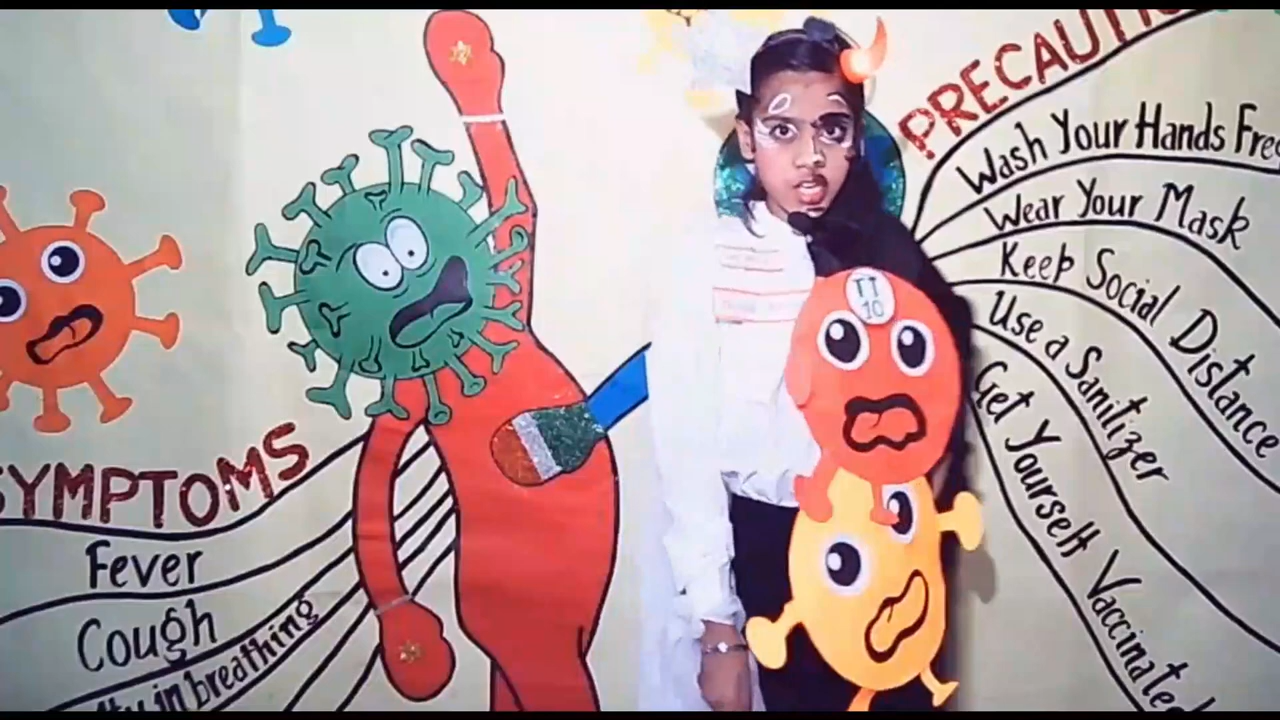 SYMPTOMS
Fever
Cough
in breathing
TT
10
PRECAUTI
Wash Your Hands
Wear Your Mask
Keep Social Distance
Use a Sanitizer
Get Yourself Vaccinated